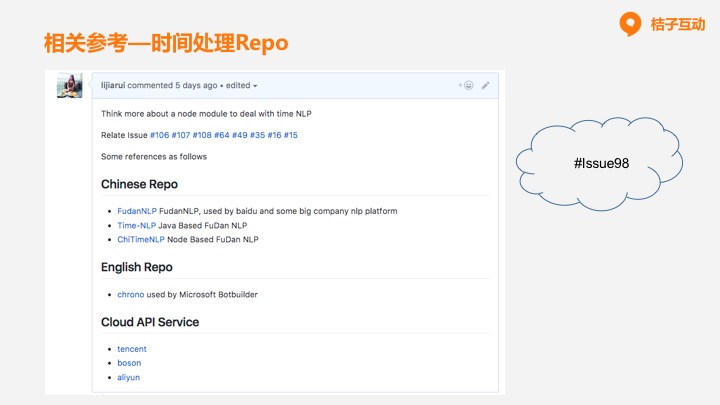 桔子互动
相关参考—时间处理Repo
lijiarui commented 5 days ago • edited
Think more about a node module to deal with time NLP
Relate Issue #106 #107 #108 #64 #49 #35 #16 #15
Some references as follows
Chinese Repo
• FudanNLP FudanNLP, used by baidu and some big company nlp platform
• Time-NLP Java Based FuDan NLP
• ChiTimeNLP Node Based FuDan NLP
English Repo
• chrono used by Microsoft Botbuilder
Cloud API Service
• tencent
• boson
• aliyun
#Issue98